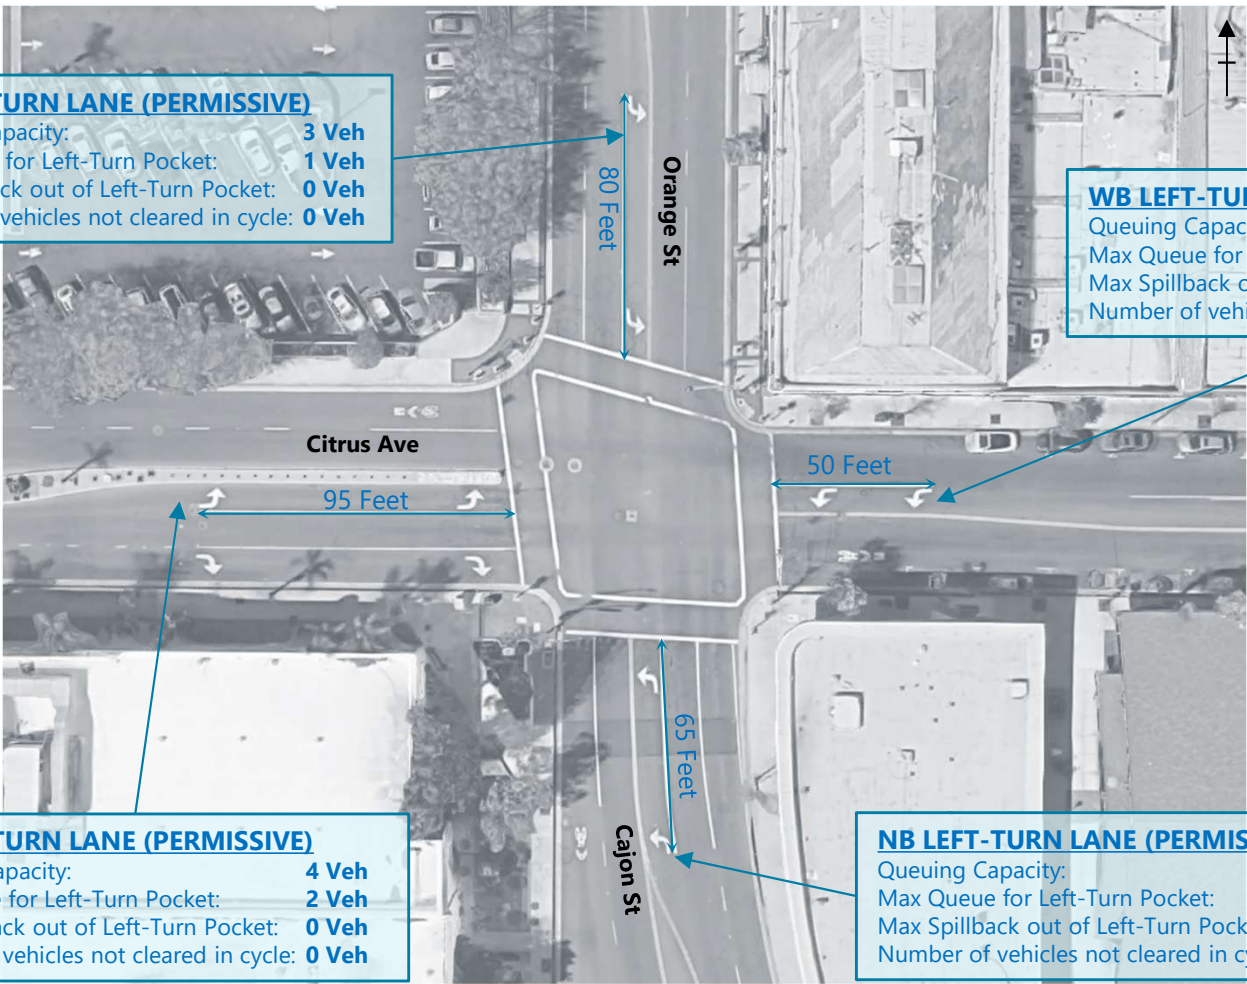 TURN LANE (PERMISSIVE)
apacity: 3 Veh
for Left-Turn Pocket: 1 Veh
ck out of Left-Turn Pocket: 0 Veh
vehicles not cleared in cycle: 0 Veh
80 Feet
Orange St
WB LEFT-TU
Queuing Capac
Max Queue for
Max Spillback o
Number of vehi
Citrus Ave
50 Feet
95 Feet
65 Feet
Cajon St
TURN LANE (PERMISSIVE)
apacity: 4 Veh
for Left-Turn Pocket: 2 Veh
ack out of Left-Turn Pocket: 0 Veh
vehicles not cleared in cycle: 0 Veh
NB LEFT-TURN LANE (PERMIS
Queuing Capacity:
Max Queue for Left-Turn Pocket:
Max Spillback out of Left-Turn Pock
Number of vehicles not cleared in cy